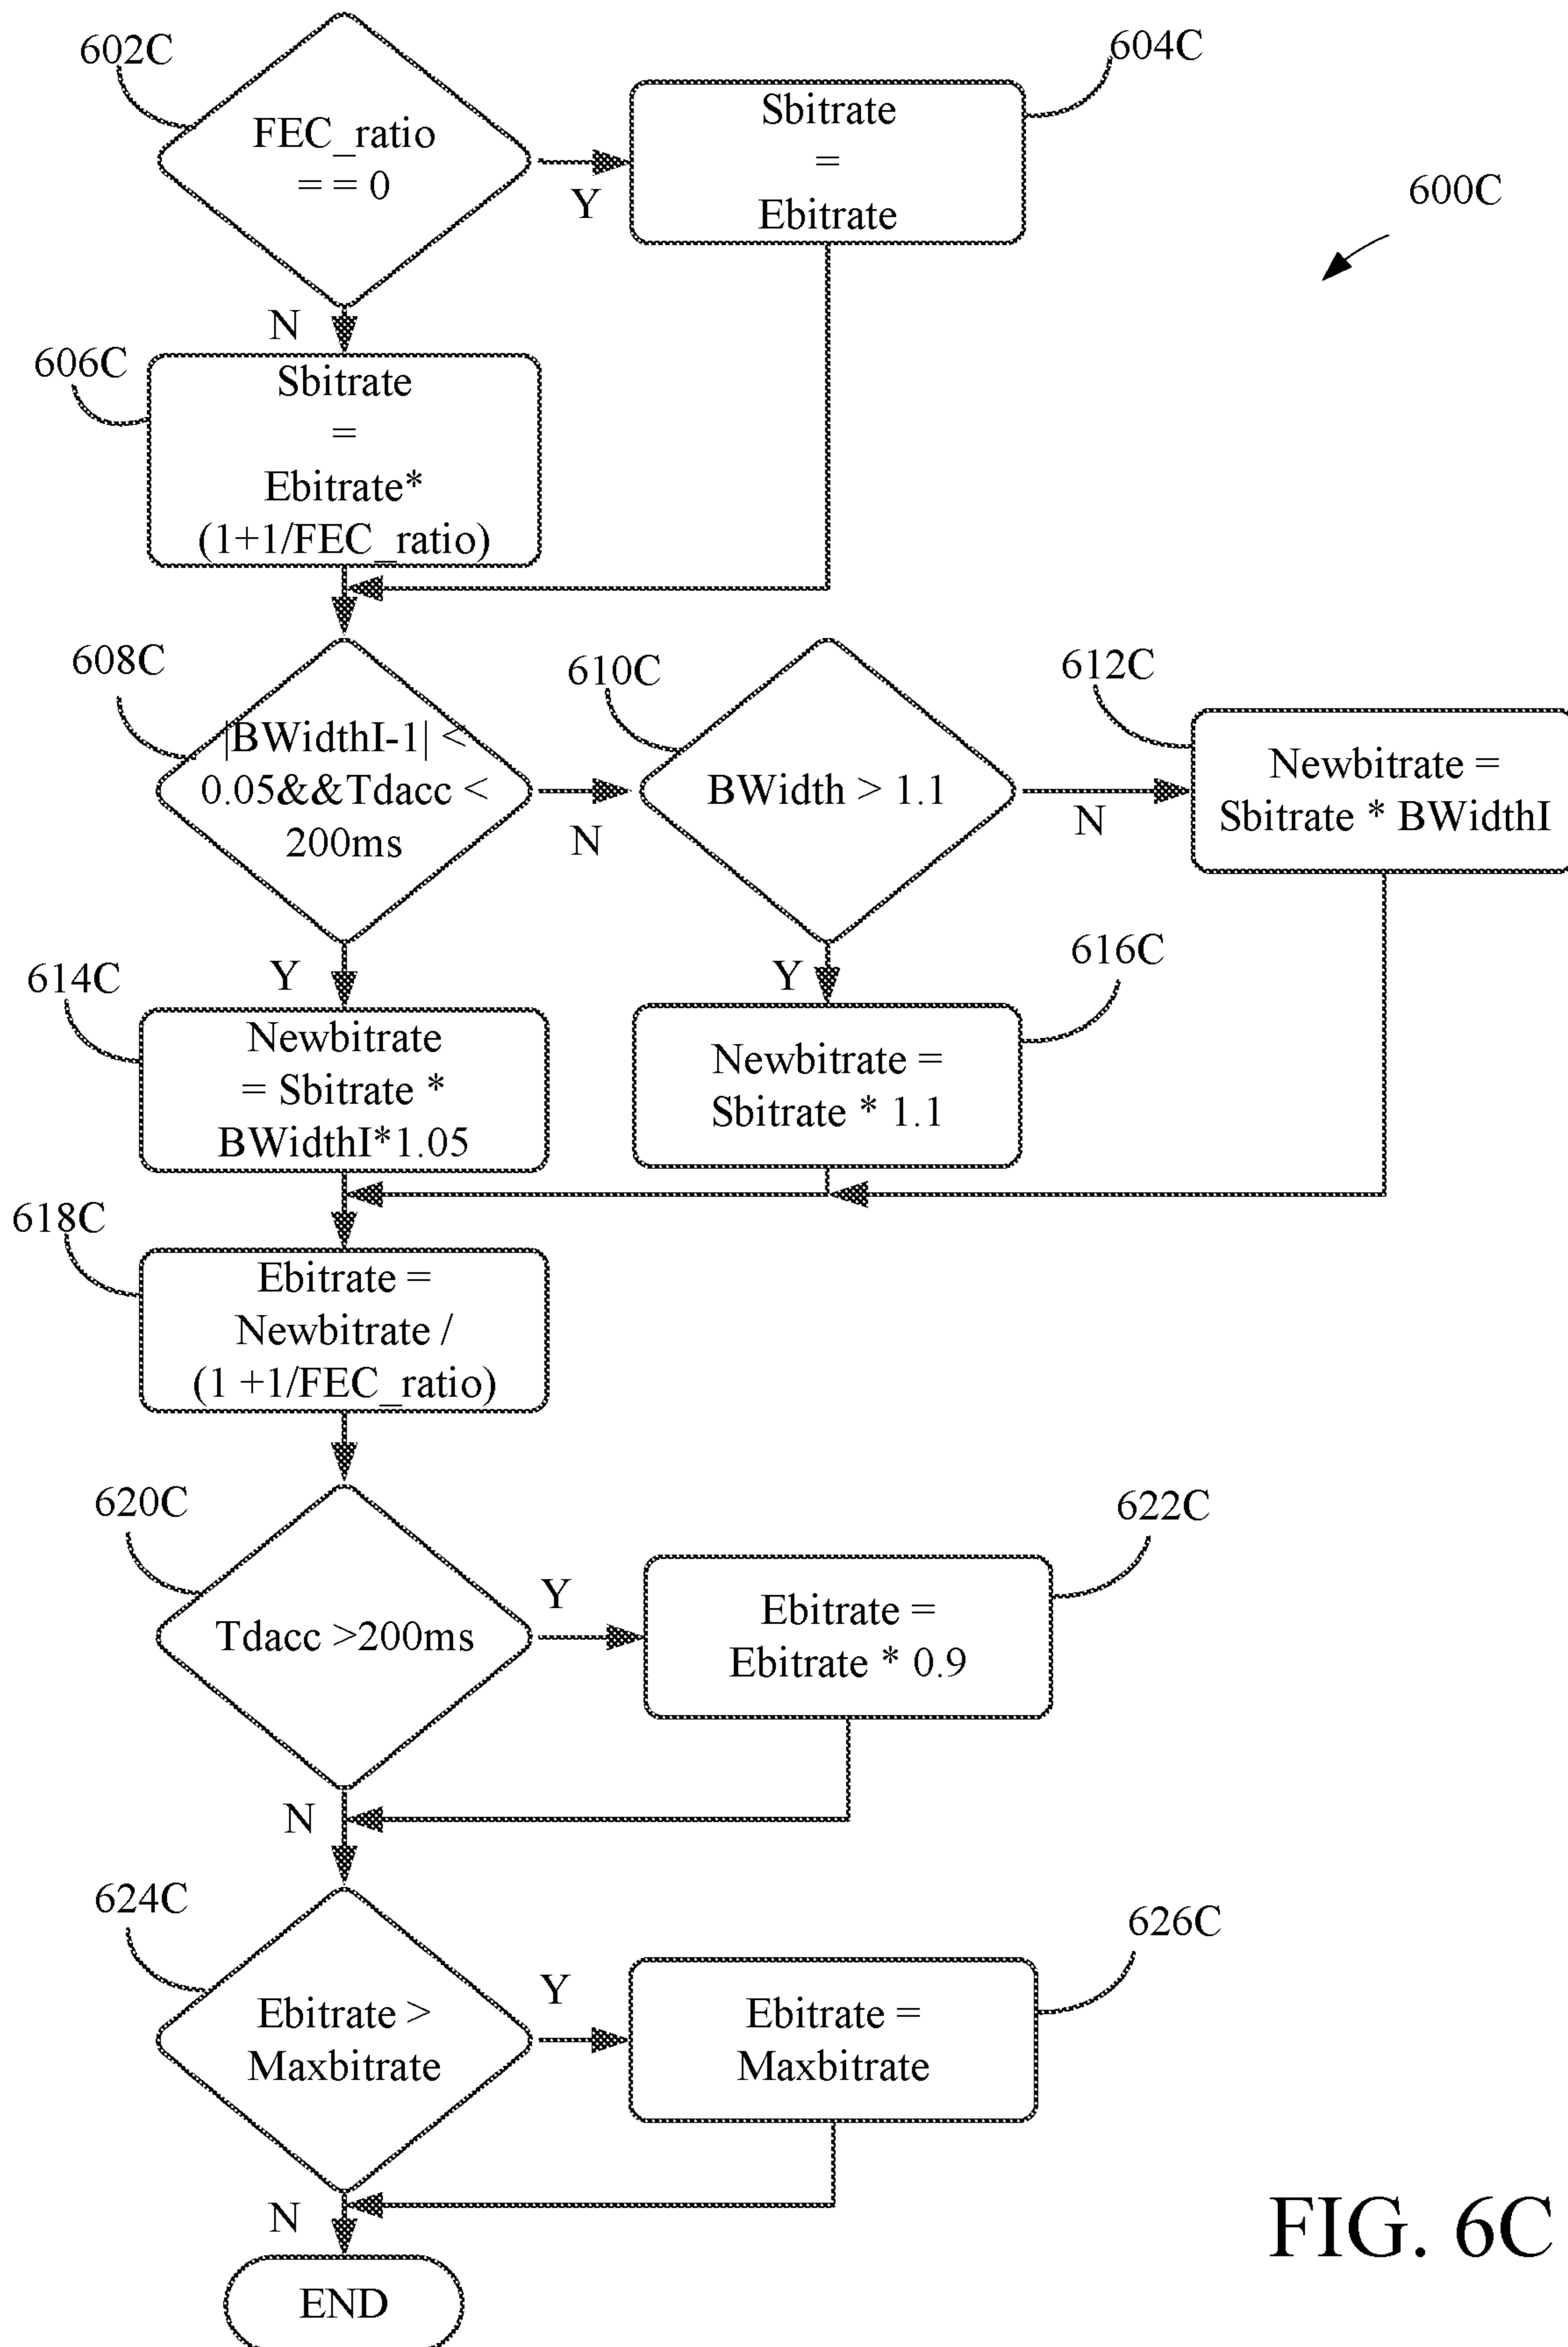 602C
FEC_ratio
= = 0
Y
604C
Sbitrate
=
Ebitrate
600C
N
606C
Sbitrate
=
Ebitrate*
(1+1/FEC_ratio)
608C
|BWidthI-1| <
0.05&&Tdacc <
200ms
N
610C
BWidth > 1.1
N
612C
Newbitrate =
Sbitrate * BWidthI
Y
614C
Newbitrate
= Sbitrate *
BWidthI*1.05
Y
616C
Newbitrate =
Sbitrate * 1.1
618C
Ebitrate =
Newbitrate /
(1 +1/FEC_ratio)
620C
Tdacc >200ms
Y
622C
Ebitrate =
Ebitrate * 0.9
N
624C
Ebitrate >
Maxbitrate
Y
626C
Ebitrate =
Maxbitrate
N
END
FIG. 6C